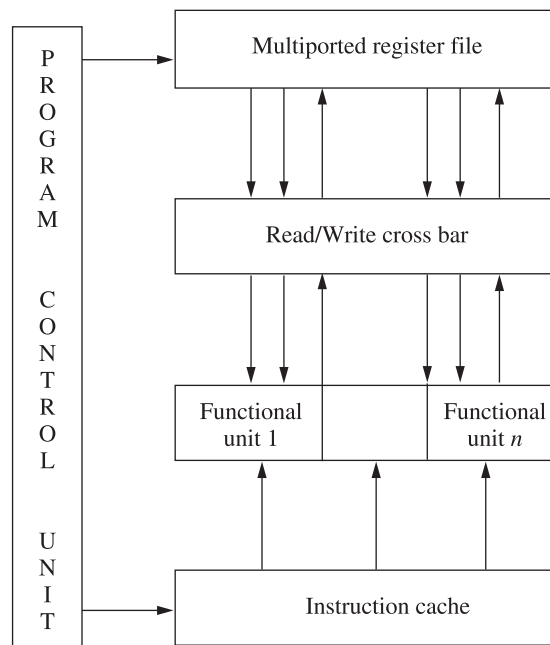 PROGRAM CONTROL UNIT
Multiported register file
Read/Write cross bar
Functional
unit 1
Functional
unit n
Instruction cache